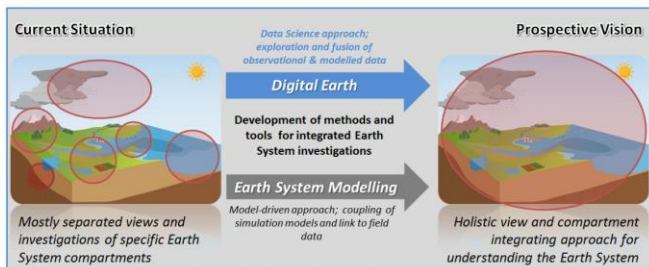 Current Situation
Data Science approach;
exploration and fusion of
observational & modelled data
Digital Earth
Development of methods and
tools for integrated Earth
System investigations
Earth System Modelling
Model-driven approach; coupling of
simulation models and link to field
data
Mostly separated views and
investigations of specific Earth
System compartments
Prospective Vision
Holistic view and compartment
integrating approach for
understanding the Earth System